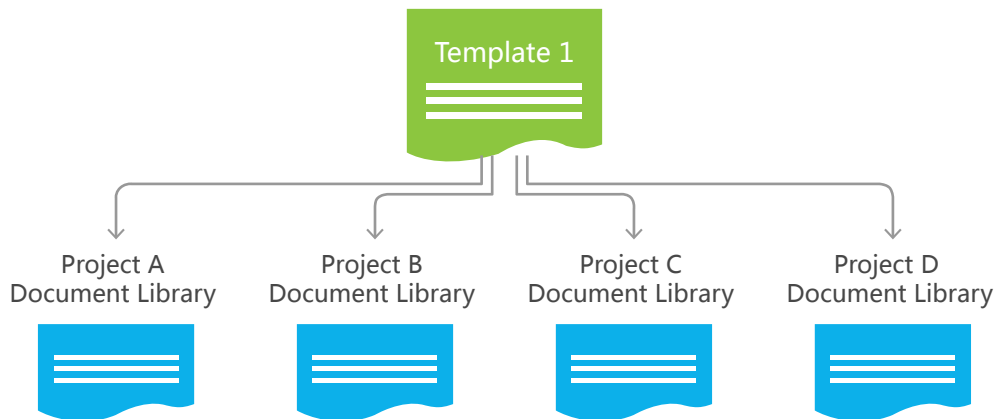 Template 1
Project A
Document Library
Project B
Document Library
Project C
Document Library
Project D
Document Library